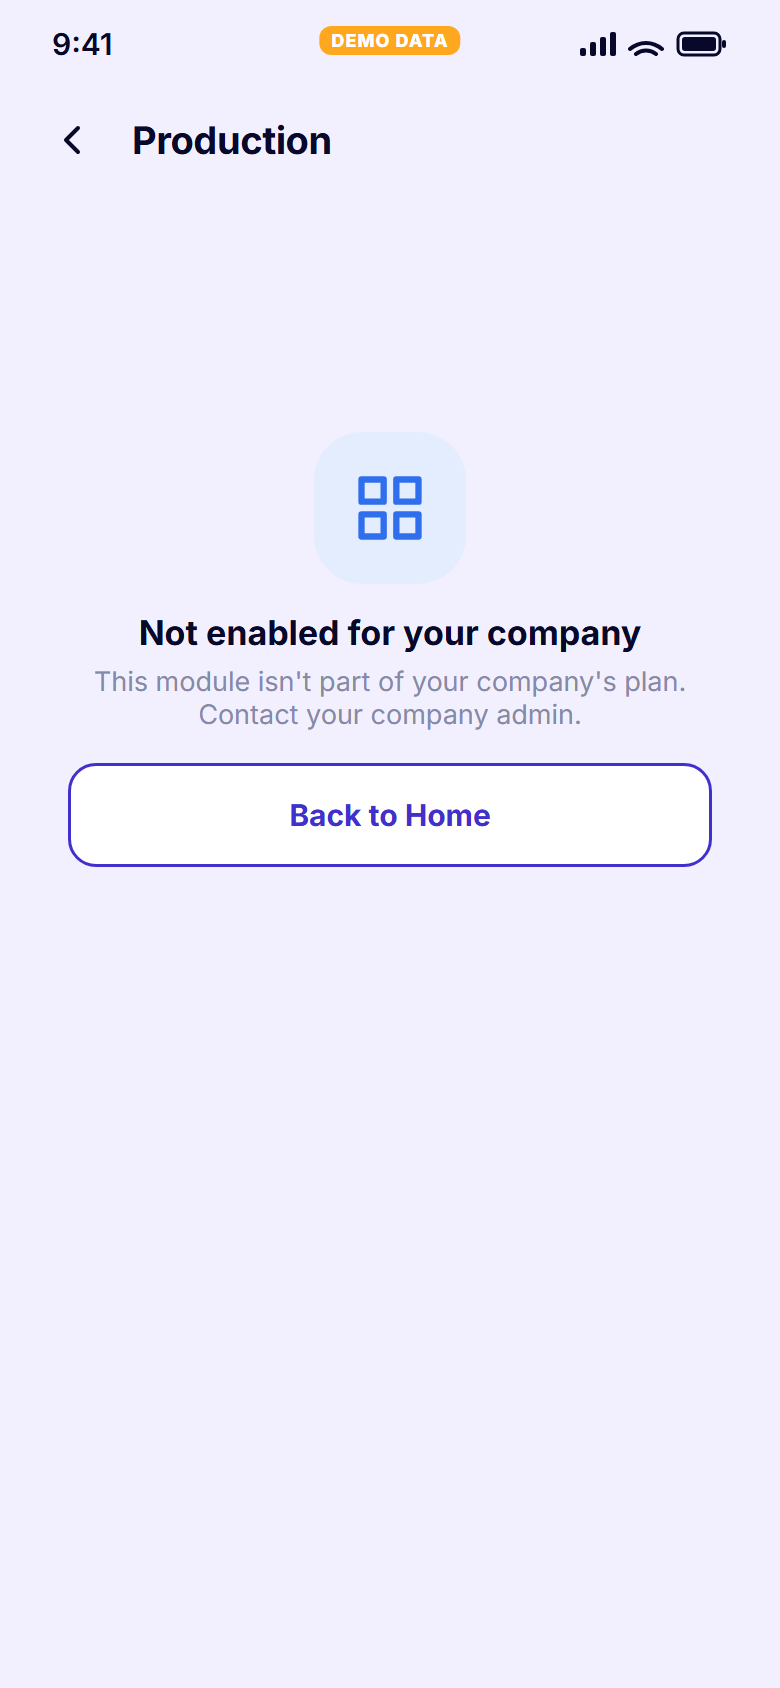 9:41
DEMO DATA
Production
Not enabled for your company
This module isn't part of your company's plan.
Contact your company admin.
Back to Home